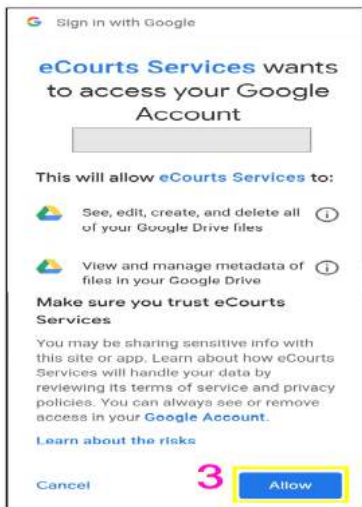 G Sign in with Google
eCourts Services wants
to access your Google
Account
This will allow eCourts Services to:
See, edit, create, and delete all
of your Google Drive files
View and manage metadata of
files in your Google Drive
Make sure you trust eCourts
Services
You may be sharing sensitive info with
this site or app. Learn about how eCourts
Services will handle your data by
reviewing its terms of service and privacy
policies. You can always see or remove
access in your Google Account.
Learn about the risks
Cancel 3 Allow